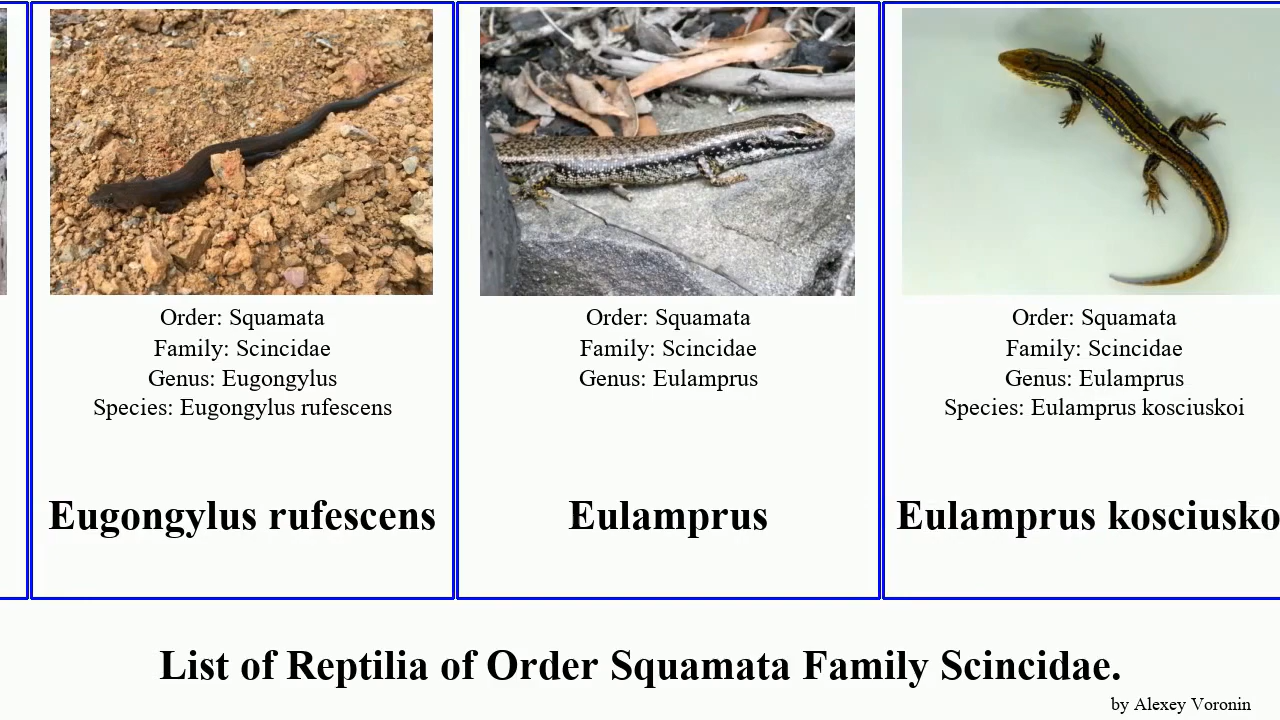 Order: Squamata
Family: Scincidae
Genus: Eugongylus
Species: Eugongylus rufescens
Eugongylus rufescens
Order: Squamata
Family: Scincidae
Genus: Eulamprus
Eulamprus
Order: Squamata
Family: Scincidae
Genus: Eulamprus
Species: Eulamprus kosciuskoi
Eulamprus kosciusko
List of Reptilia of Order Squamata Family Scincidae.
by Alexey Voronin